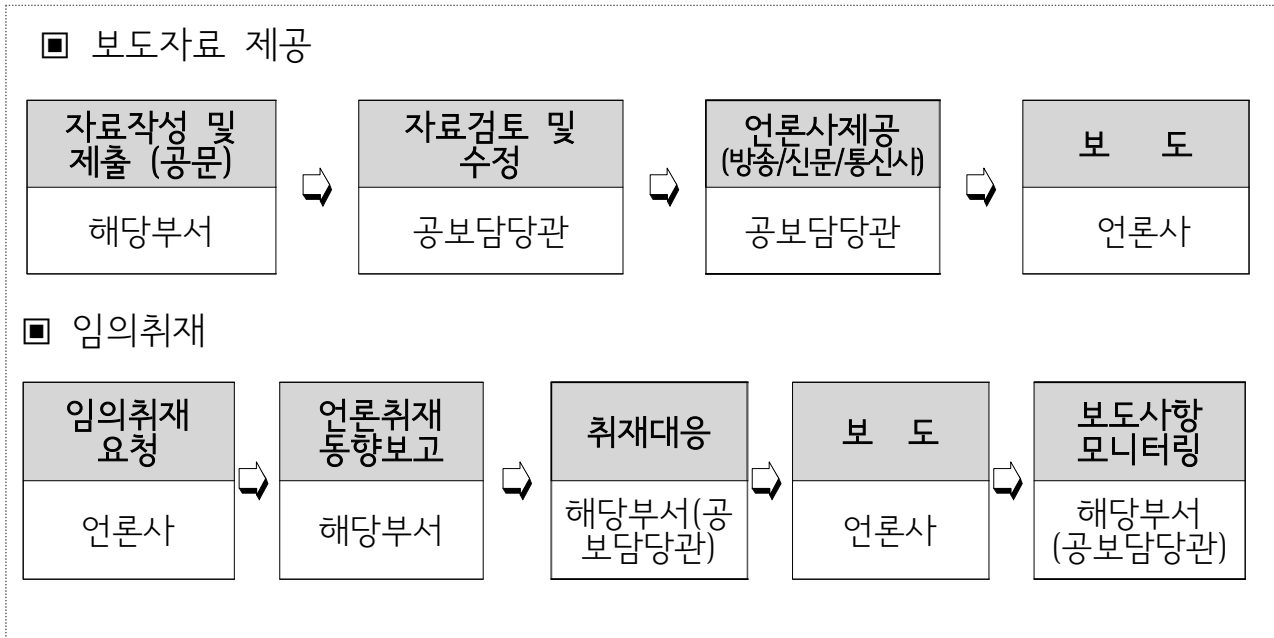 ▣ 보도자료 제공
자료작성 및
제출 (공문)
해당부서
자료검토 및
수정
공보담당관
언론사제공
(방송/신문/통신사)
공보담당관
보 도
언론사
▣ 임의취재
임의취재
요청
언론사
언론취재
동향보고
해당부서
취재대응
해당부서(공
보담당관)
보 도
언론사
보도사항
모니터링
해당부서
(공보담당관)